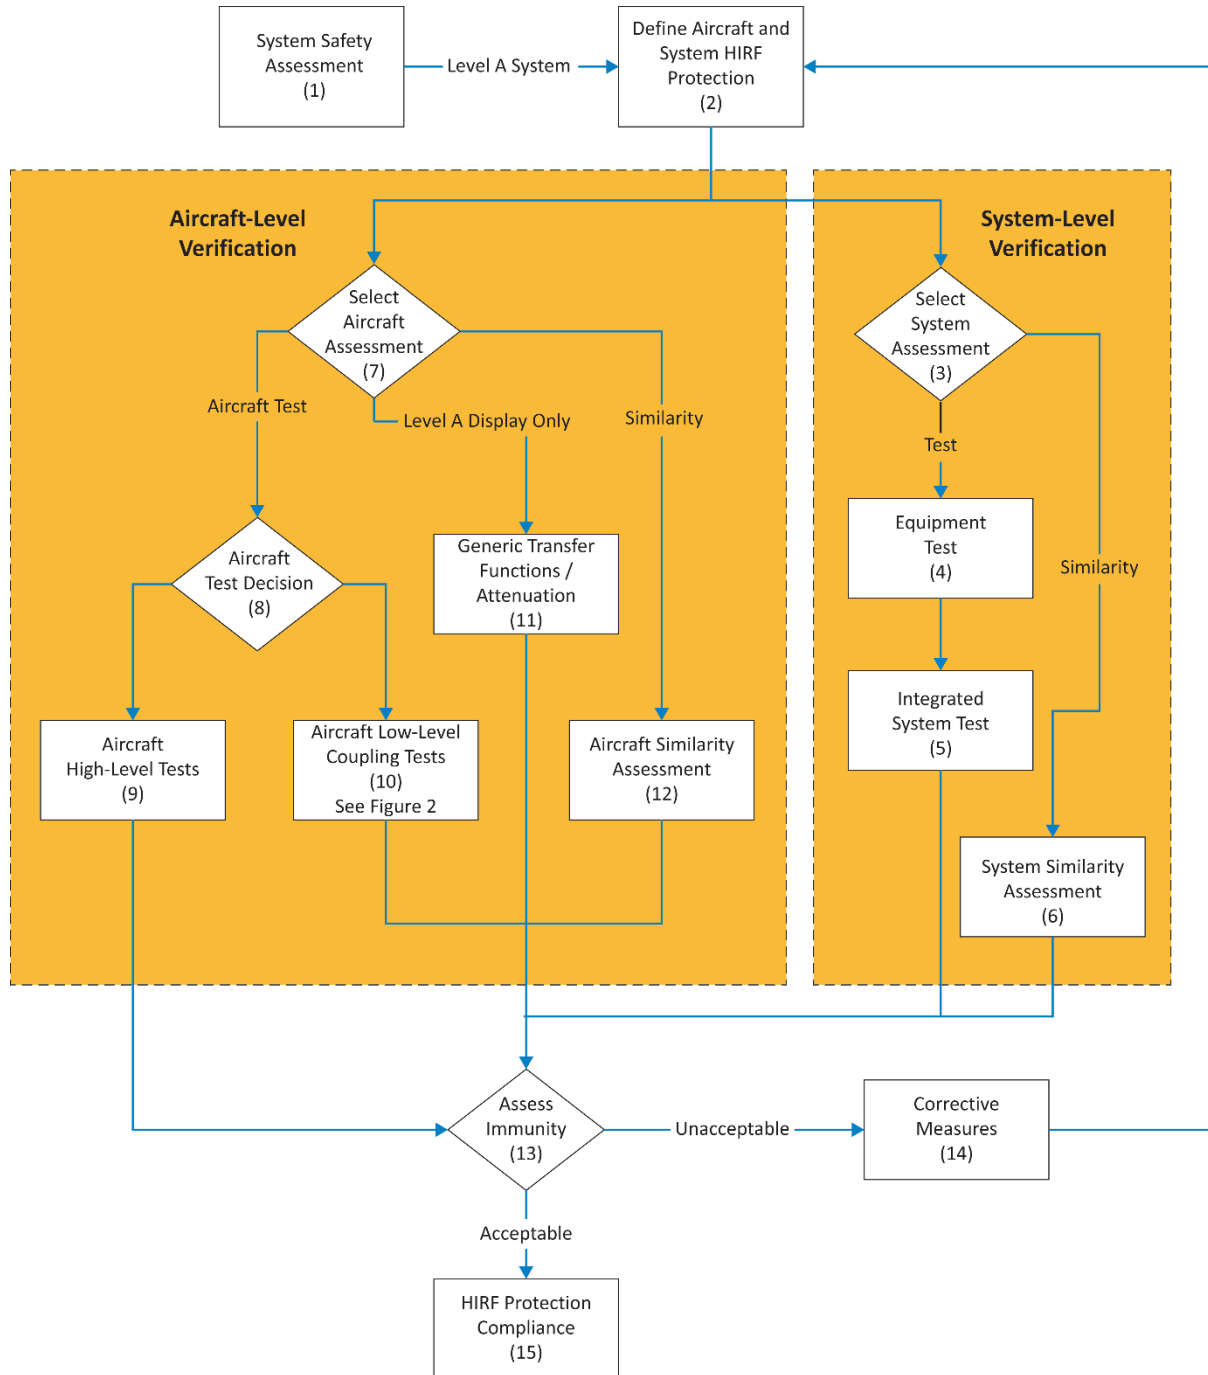 System Safety
Assessment
(1)
Level A System
Define Aircraft and
System HIRF
Protection
(2)
Aircraft-Level
Verification
System-Level
Verification
Select
Aircraft
Assessment
(7)
Select
System
Assessment
(3)
Aircraft Test
Level A Display Only
Similarity
Test
Similarity
Aircraft
Test Decision
(8)
Generic Transfer
Functions /
Attenuation
(11)
Equipment
Test
(4)
Aircraft
High-Level Tests
(9)
Aircraft Low-Level
Coupling Tests
(10)
See Figure 2
Aircraft Similarity
Assessment
(12)
Integrated
System Test
(5)
System Similarity
Assessment
(6)
Assess
Immunity
(13)
Unacceptable
Corrective
Measures
(14)
Acceptable
HIRF Protection
Compliance
(15)